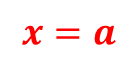 x = a